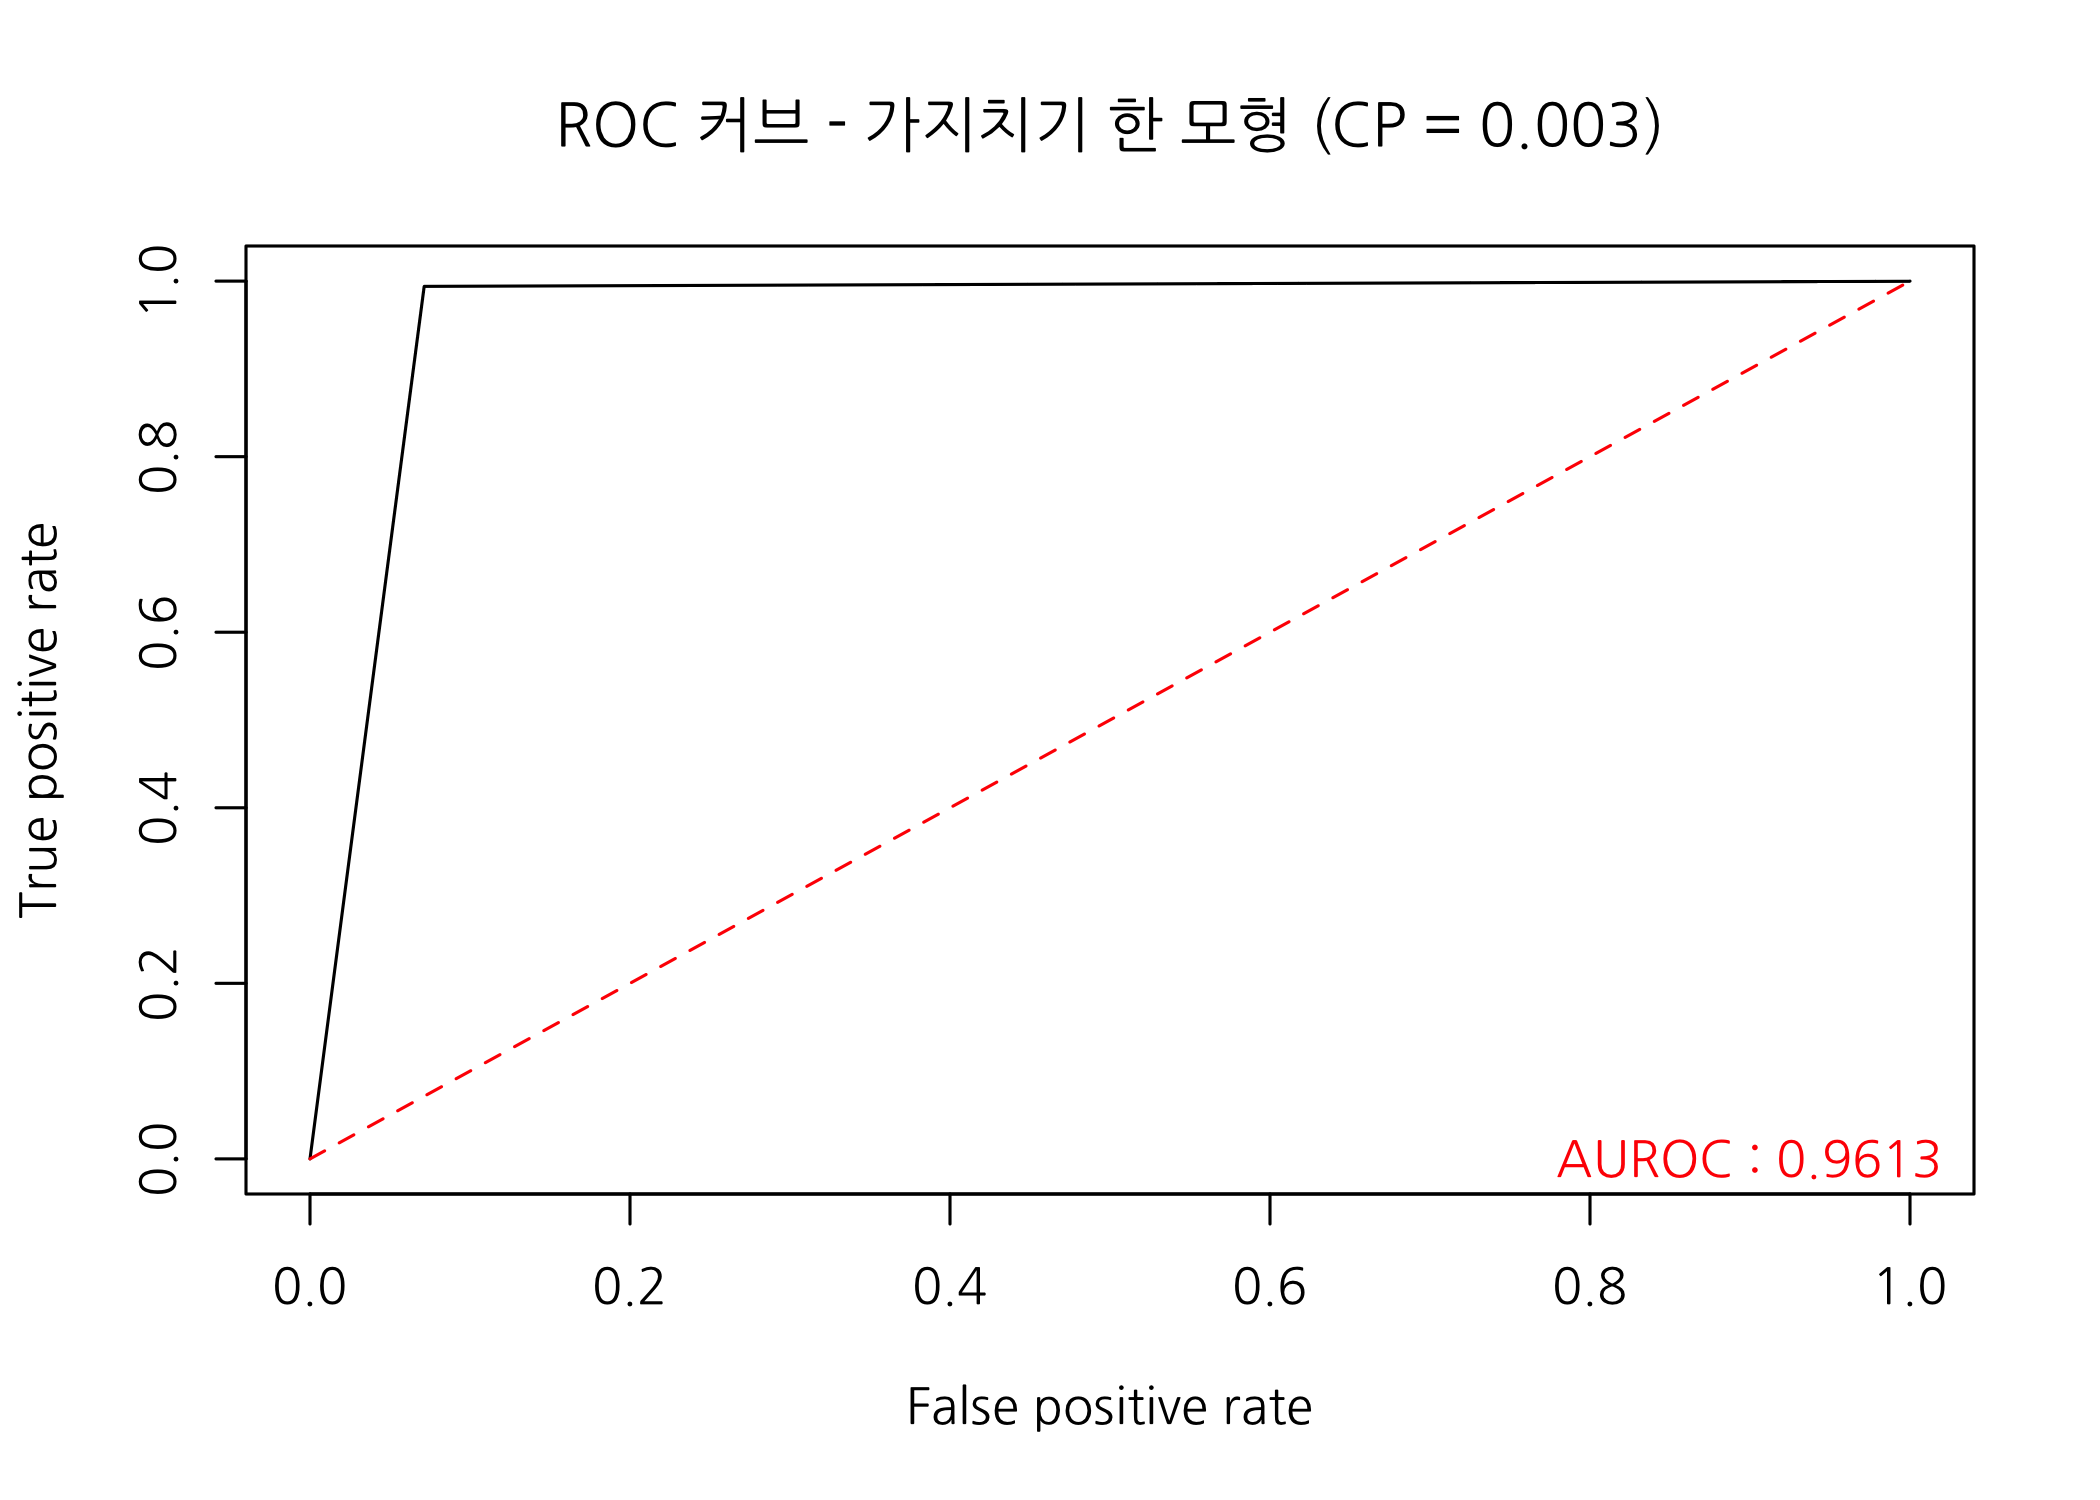 ROC 커브 - 가지치기 한 모형 (CP = 0.003)
True positive rate
1.0
0.8
0.6
0.4
0.2
0.0
AUROC : 0.9613
0.0 0.2 0.4 0.6 0.8 1.0
False positive rate